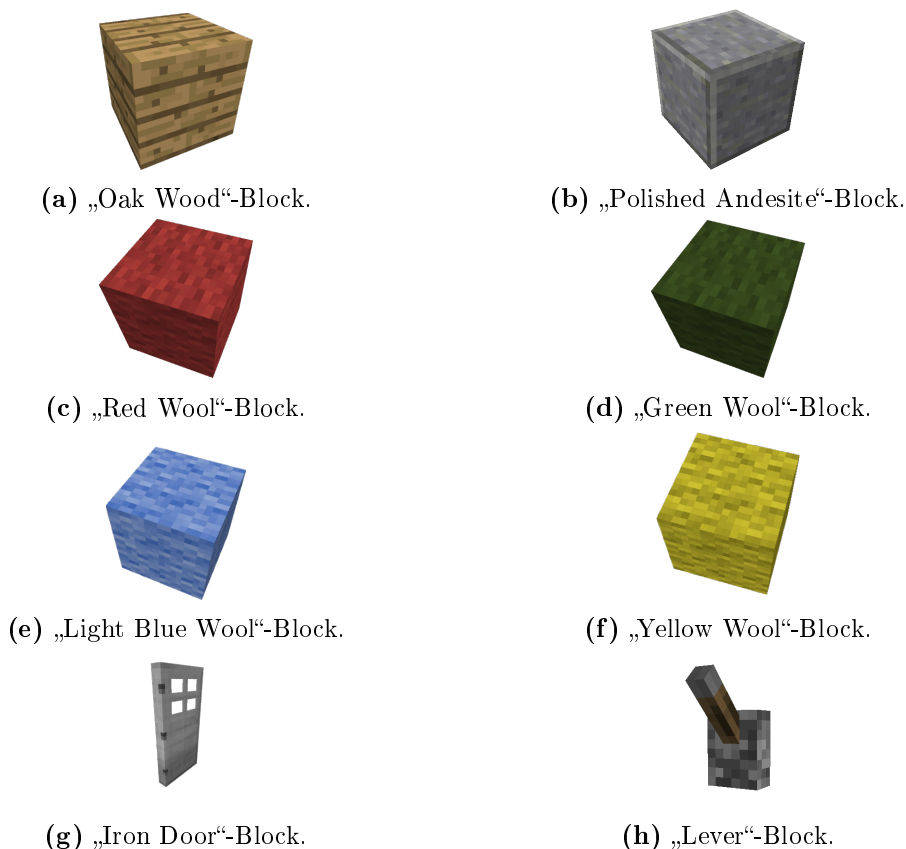 (a) „Oak Wood“-Block.
(b) „Polished Andesite“-Block.
(c) „Red Wool“-Block.
(d) „Green Wool“-Block.
(e) „Light Blue Wool“-Block.
(f) „Yellow Wool“-Block.
(g) „Iron Door“-Block.
(h) „Lever“-Block.